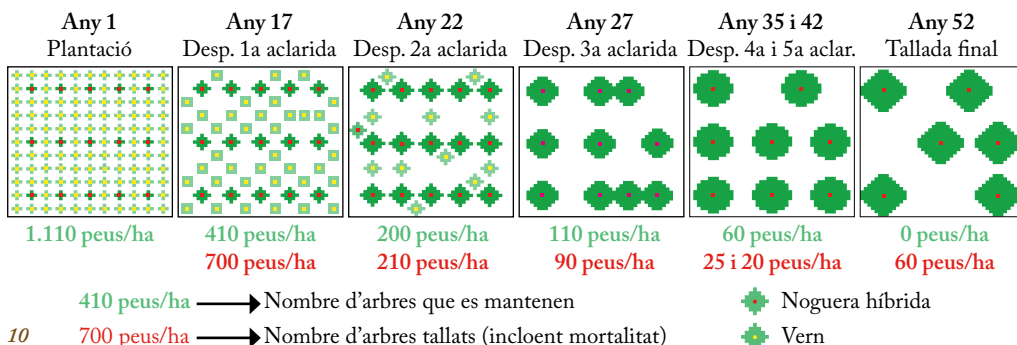 Any 1 Any 17 Any 22 Any 27 Any 35 i 42 Any 52
Plantació Desp. 1a aclarida Desp. 2a aclarida Desp. 3a aclarida Desp. 4a i 5a aclar. Tallada final
1.110 peus/ha 410 peus/ha 200 peus/ha 110 peus/ha 60 peus/ha 0 peus/ha
700 peus/ha 210 peus/ha 90 peus/ha 25 i 20 peus/ha 60 peus/ha
410 peus/ha Nombre d’arbres que es mantenen Noguera híbrida
10 700 peus/ha Nombre d’arbres tallats (incloent mortalitat) Vern